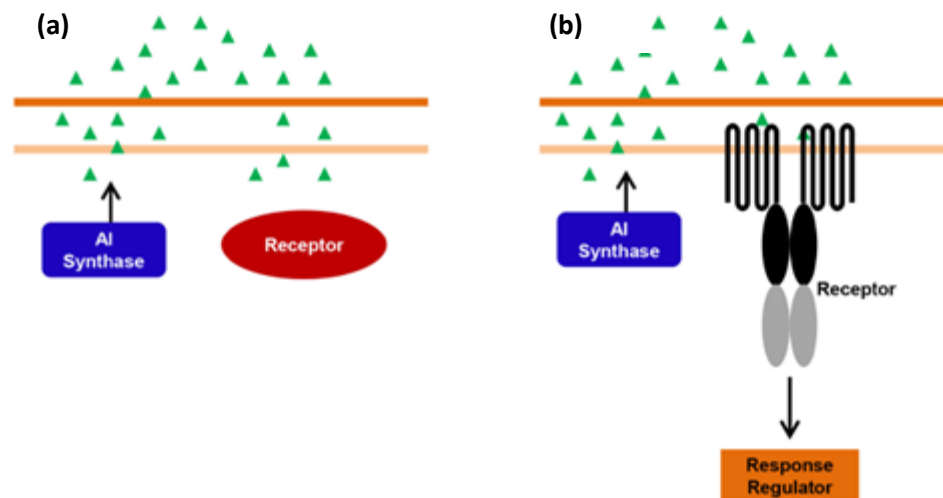 (a)
(b)
AI
Synthase
Receptor
AI
Synthase
Receptor
Response
Regulator